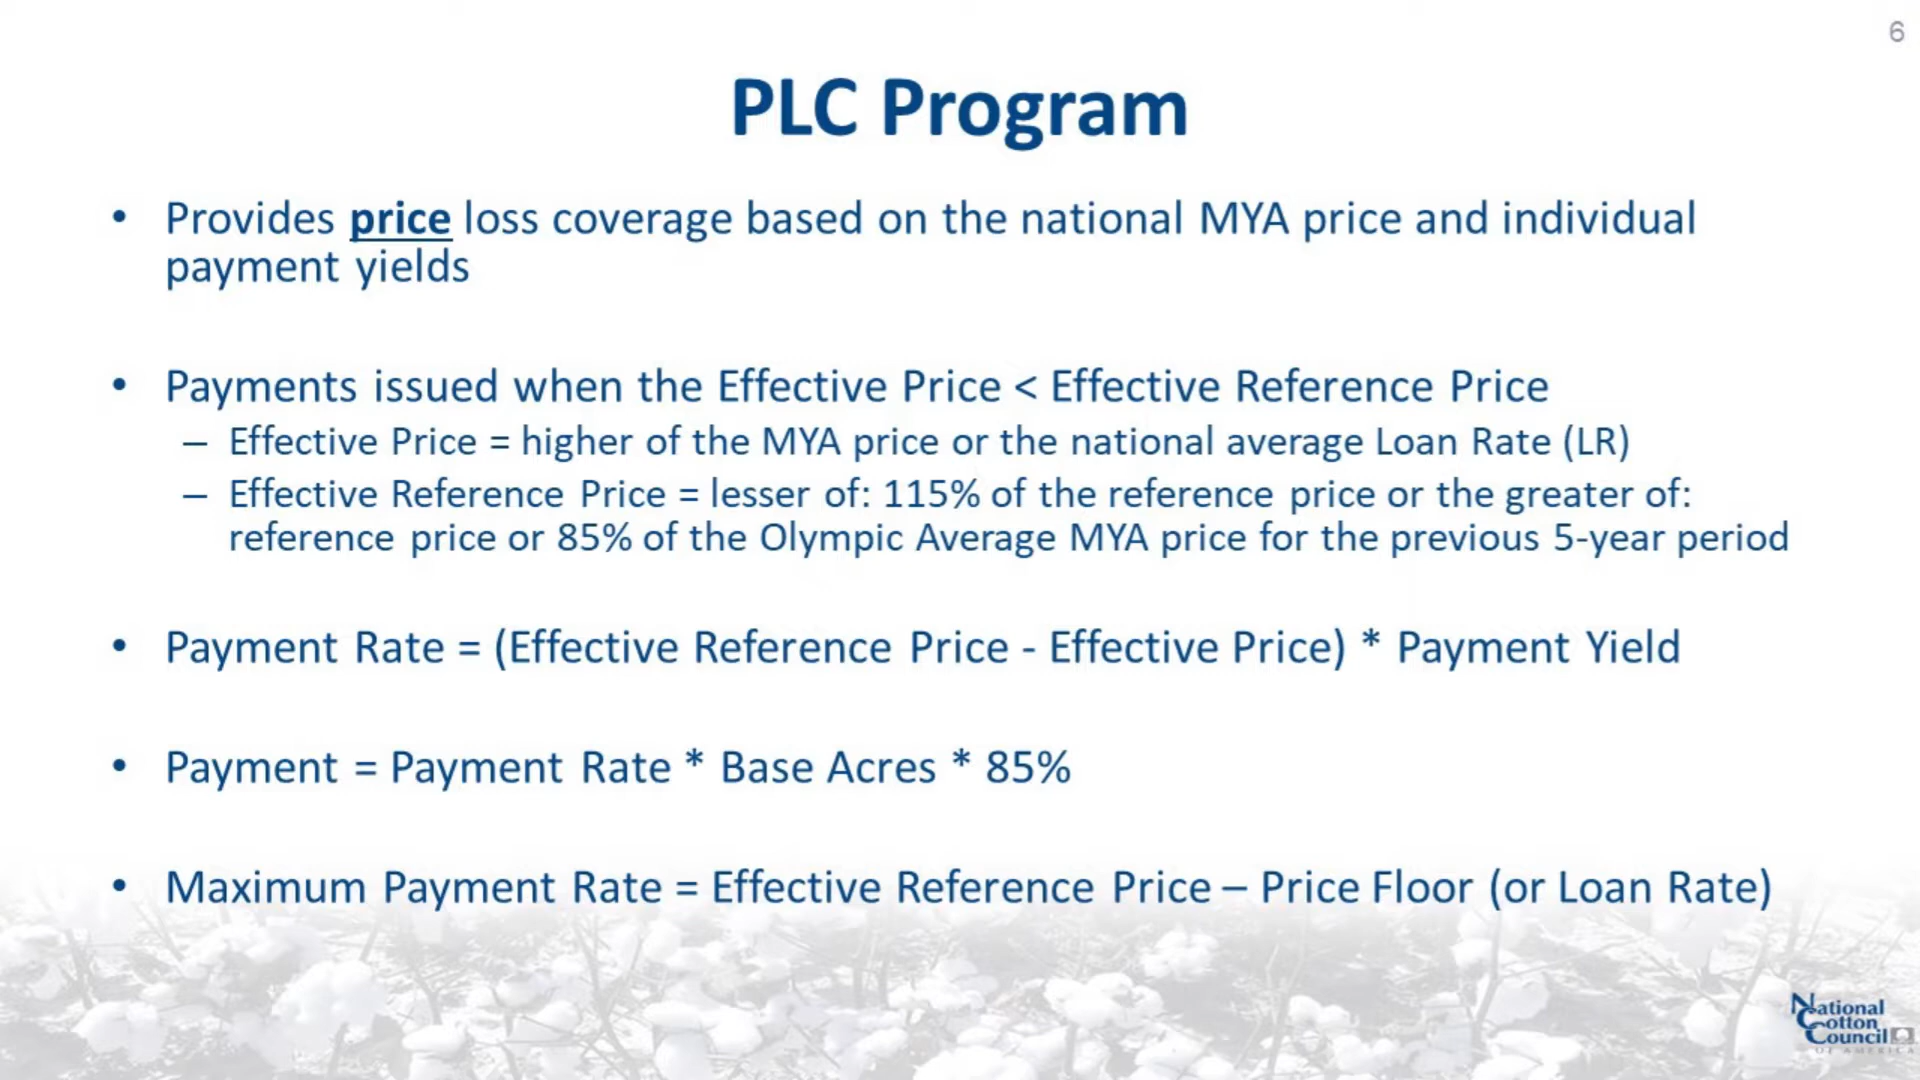 6
PLC Program
• Provides price loss coverage based on the national MYA price and individual
payment yields
• Payments issued when the Effective Price < Effective Reference Price
– Effective Price = higher of the MYA price or the national average Loan Rate (LR)
– Effective Reference Price = lesser of: 115% of the reference price or the greater of:
reference price or 85% of the Olympic Average MYA price for the previous 5-year period
• Payment Rate = (Effective Reference Price - Effective Price) * Payment Yield
• Payment = Payment Rate * Base Acres * 85%
• Maximum Payment Rate = Effective Reference Price – Price Floor (or Loan Rate)
National
Cotton
Council
OF AMERICA